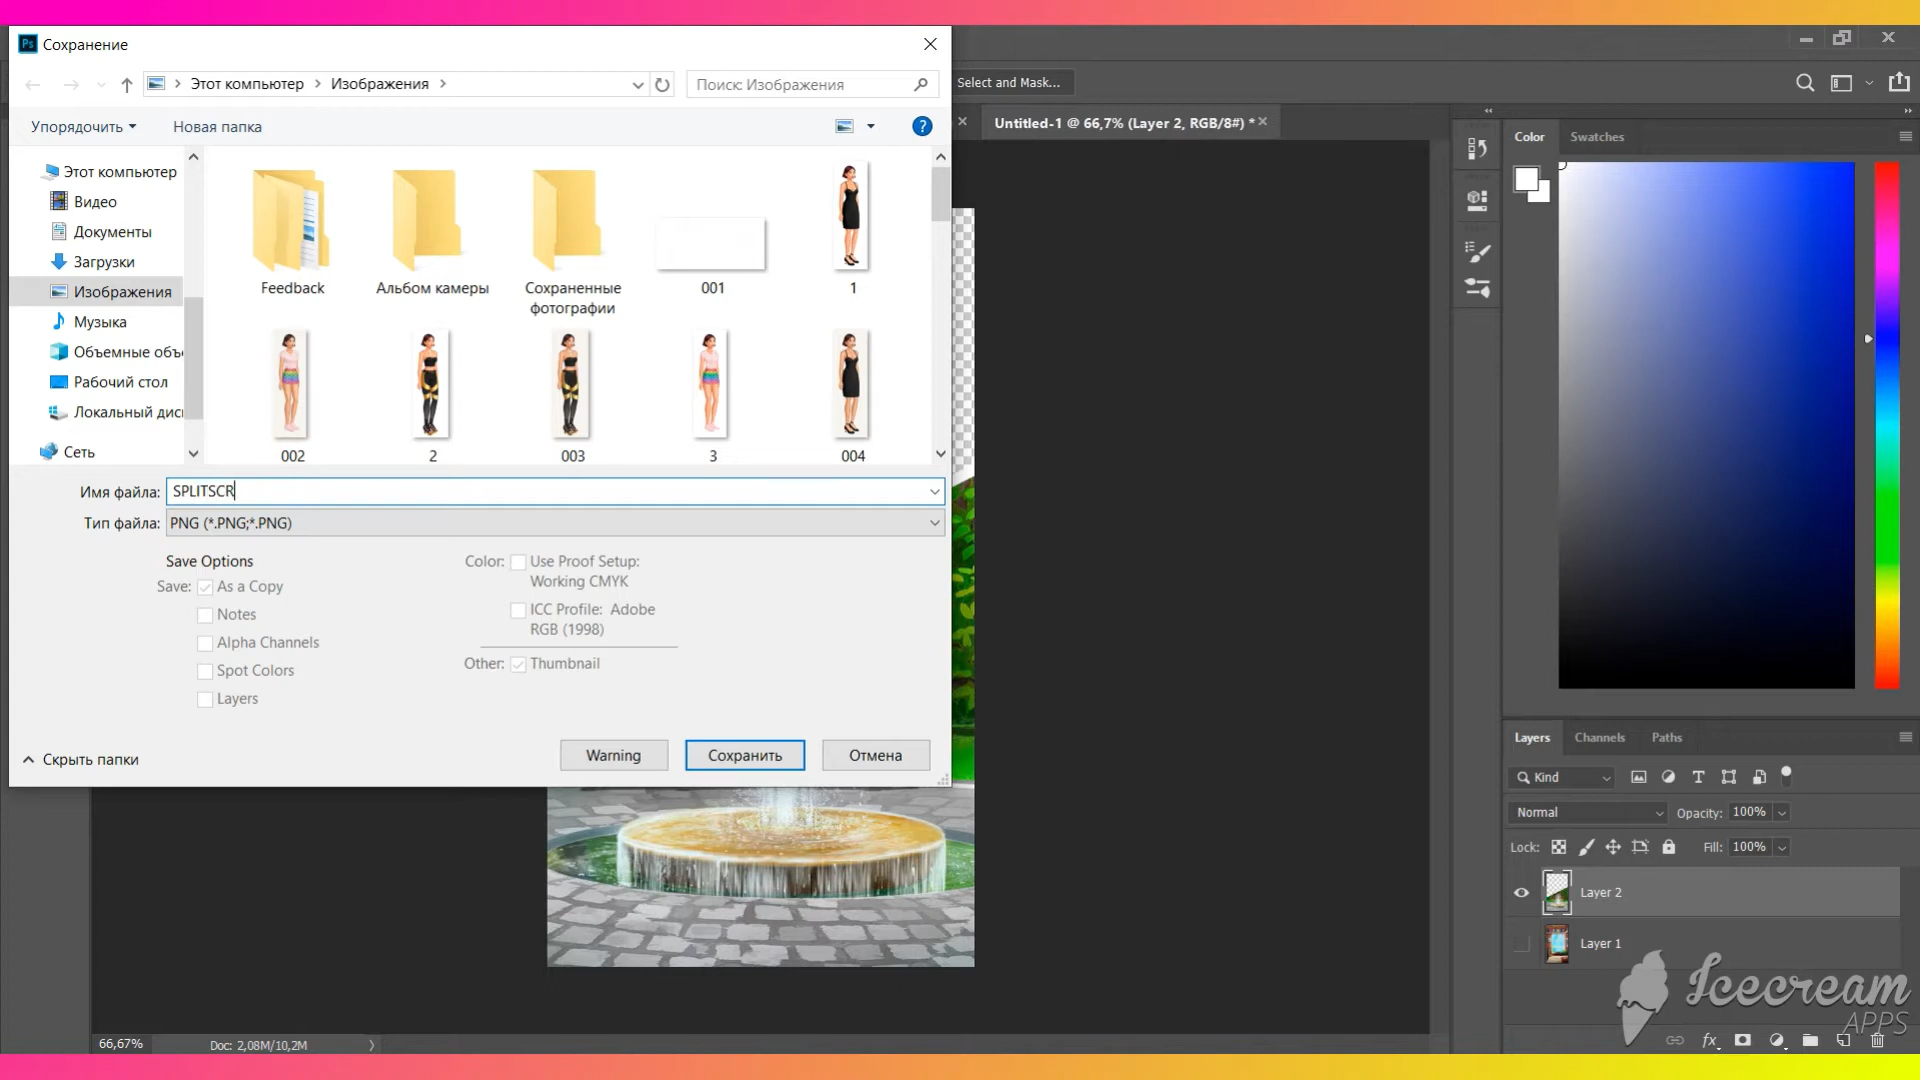 Ps Сохранение
Select and Mask...
Этот компьютер
Изображения
Поиск: Изображения
Упорядочить
Новая папка
?
Untitled-1 @ 66,7% (Layer 2, RGB/8#) *
Color
Swatches
Этот компьютер
Видео
Документы
Загрузки
Изображения
Музыка
Объемные объ
Рабочий стол
Локальный дис
Сеть
Feedback
Альбом камеры
Сохраненные
фотографии
001
1
002
2
003
3
004
Имя файла: SPLITSCR
Тип файла: PNG (*.PNG;*.PNG)
Save Options
Save: As a Copy
Notes
Alpha Channels
Spot Colors
Layers
Color: Use Proof Setup:
Working CMYK
ICC Profile: Adobe
RGB (1998)
Other: Thumbnail
Скрыть папки
Warning
Сохранить
Отмена
Layers
Channels
Paths
Kind
Normal
Opacity: 100%
Lock:
Fill: 100%
Layer 2
Layer 1
Icecream
APPS
fx
66,67%
Doc: 2,08M/10,2M